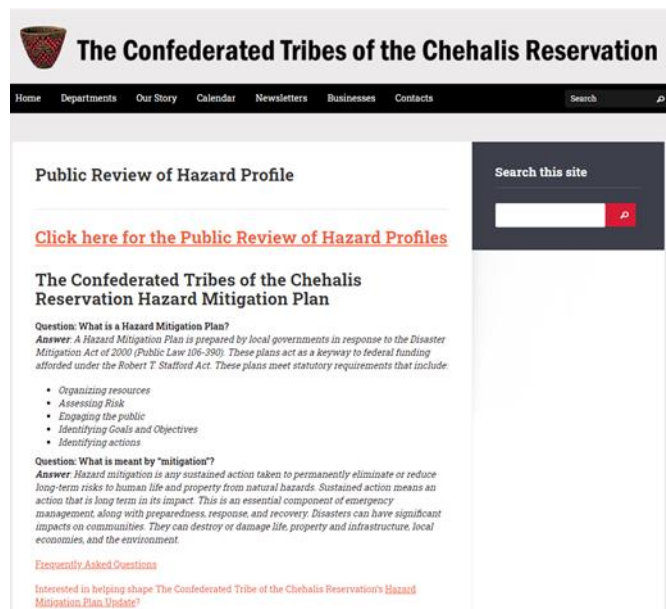 The Confederated Tribes of the Chehalis Reservation
Home Departments Our Story Calendar Newsletters Businesses Contacts Search
Public Review of Hazard Profile
Search this site
Click here for the Public Review of Hazard Profiles
The Confederated Tribes of the Chehalis
Reservation Hazard Mitigation Plan
Question: What is a Hazard Mitigation Plan?
Answer: A Hazard Mitigation Plan is prepared by local governments in response to the Disaster
Mitigation Act of 2000 (Public Law 106-390). These plans act as a keyway to federal funding
afforded under the Robert T. Stafford Act. These plans meet statutory requirements that include:
• Organizing resources
• Assessing Risk
• Engaging the public
• Identifying Goals and Objectives
• Identifying actions
Question: What is meant by "mitigation"?
Answer: Hazard mitigation is any sustained action taken to permanently eliminate or reduce
long-term risks to human life and property from natural hazards. Sustained action means an
action that is long term in its impact. This is an essential component of emergency
management, along with preparedness, response, and recovery. Disasters can have significant
impacts on communities. They can destroy or damage life, property and infrastructure, local
economies, and the environment.
Frequently Asked Questions
Interested in helping shape The Confederated Tribe of the Chehalis Reservation's Hazard
Mitigation Plan Update?